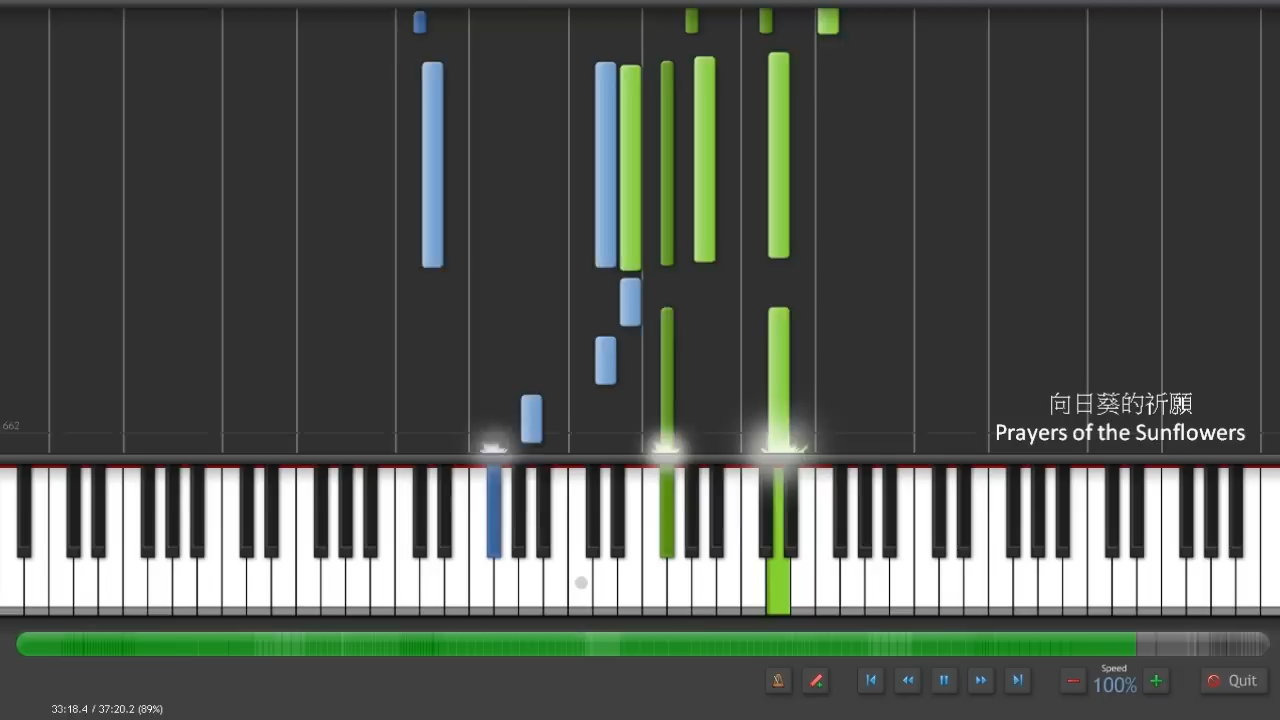 向日葵的祈願
662
Prayers of the Sunflowers
Speed
100%
Quit
33:18.4 / 37:20.2 (89%)